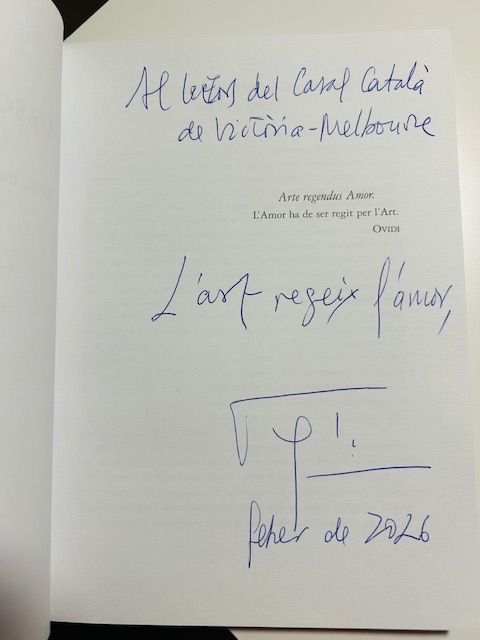 Al lectors del Casal Català
de Victòria-Melbourne
Arte regendus Amor.
L'Amor ha de ser regit per l'Art.
OVIDI
L'art regeix l'amor,
febrer de 2026